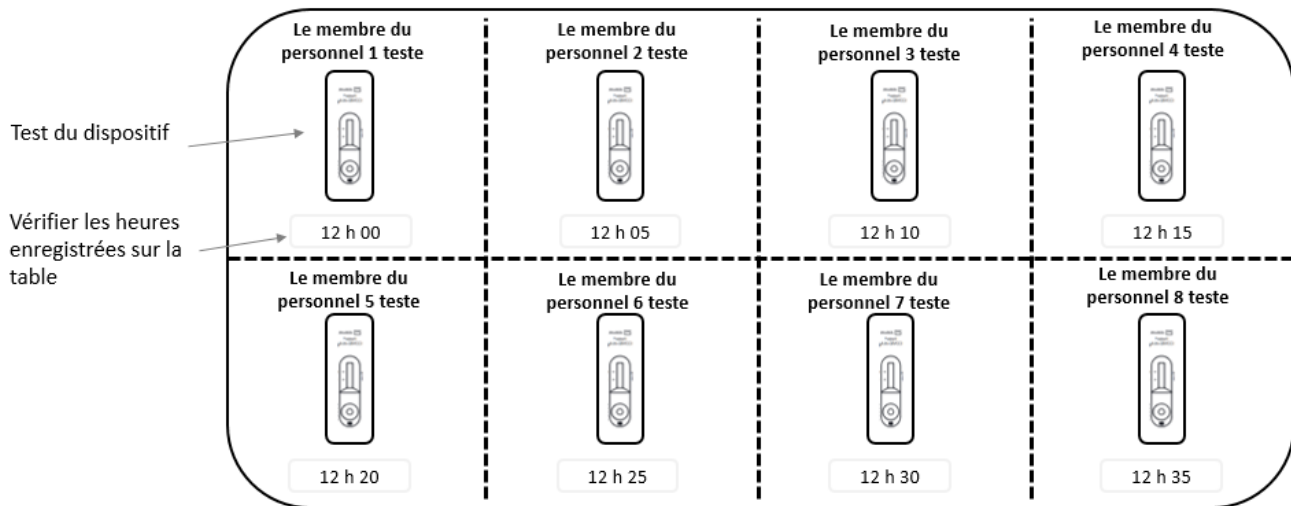 Le membre du
personnel 1 teste
Le membre du
personnel 2 teste
Le membre du
personnel 3 teste
Le membre du
personnel 4 teste
Test du dispositif
Vérifier les heures
enregistrées sur la
table
12 h 00
12 h 05
12 h 10
12 h 15
Le membre du
personnel 5 teste
Le membre du
personnel 6 teste
Le membre du
personnel 7 teste
Le membre du
personnel 8 teste
12 h 20
12 h 25
12 h 30
12 h 35